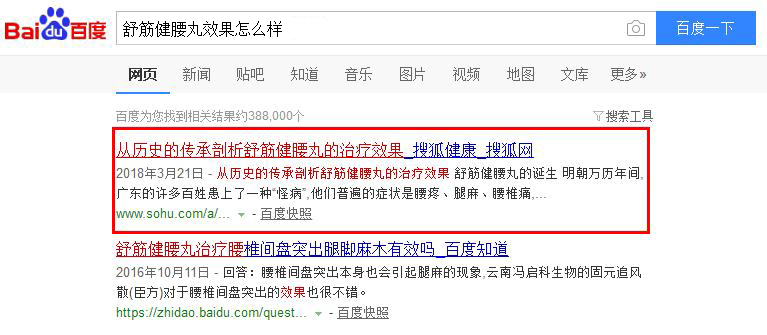 Baidu百度 舒筋健腰丸效果怎么样 百度一下
网页 新闻 贴吧 知道 音乐 图片 视频 地图 文库 更多»
百度为您找到相关结果约388,000个 搜索工具
从历史的传承剖析舒筋健腰丸的治疗效果_搜狐健康_搜狐网
2018年3月21日 - 从历史的传承剖析舒筋健腰丸的治疗效果 舒筋健腰丸的诞生 明朝万历年间,
广东的许多百姓患上了一种“怪病”,他们普遍的症状是腰疼、腿麻、腰椎痛,...
www.sohu.com/a/... - 百度快照
舒筋健腰丸治疗腰椎间盘突出腿脚麻木有效吗_百度知道
2016年10月11日 - 回答：腰椎间盘突出本身也会引起腿麻的现象,云南冯启科生物的固元追风
散(臣方)对于腰椎间盘突出的效果也很不错。
https://zhidao.baidu.com/quest... - 百度快照